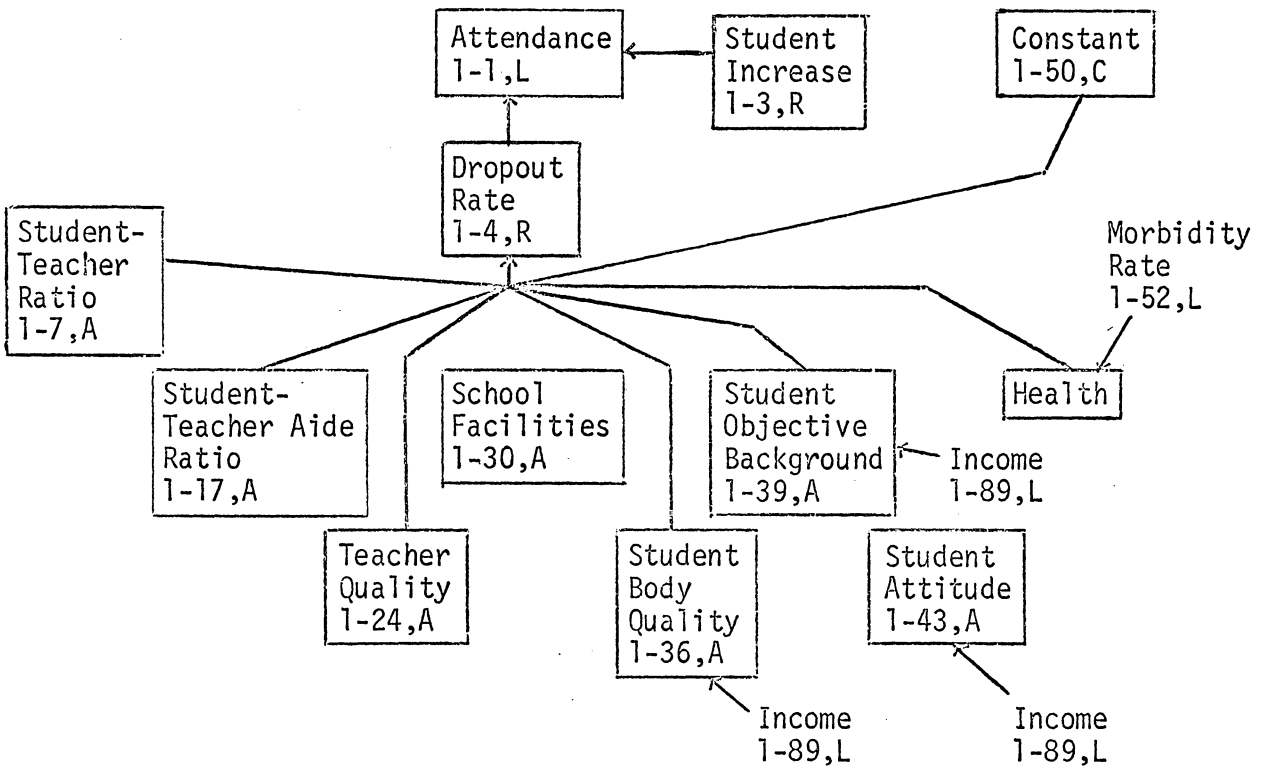 Attendance
1-1,L
Student
Increase
1-3,R
Constant
1-50,C
Dropout
Rate
1-4,R
Student-
Teacher
Ratio
1-7,A
Morbidity
Rate
1-52,L
Student-
Teacher Aide
Ratio
1-17,A
School
Facilities
1-30,A
Student
Objective
Background
1-39,A
Health
Income
1-89,L
Teacher
Quality
1-24,A
Student
Body
Quality
1-36,A
Student
Attitude
1-43,A
Income
1-89,L
Income
1-89,L